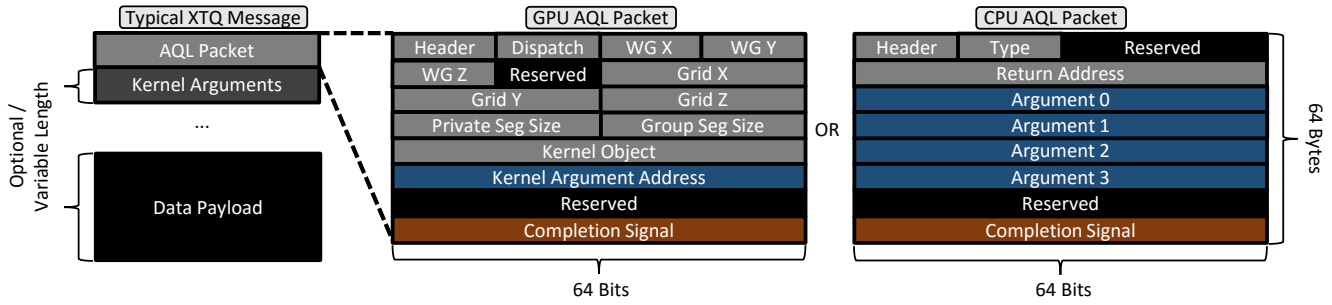 Typical XTQ Message
AQL Packet
Kernel Arguments
...
Data Payload
Optional /
Variable Length
GPU AQL Packet
Header Dispatch WG X WG Y
WG Z Reserved Grid X
Grid Y Grid Z
Private Seg Size Group Seg Size
Kernel Object
Kernel Argument Address
Reserved
Completion Signal
64 Bits
OR
CPU AQL Packet
Header Type Reserved
Return Address
Argument 0
Argument 1
Argument 2
Argument 3
Reserved
Completion Signal
64 Bits
64 Bytes